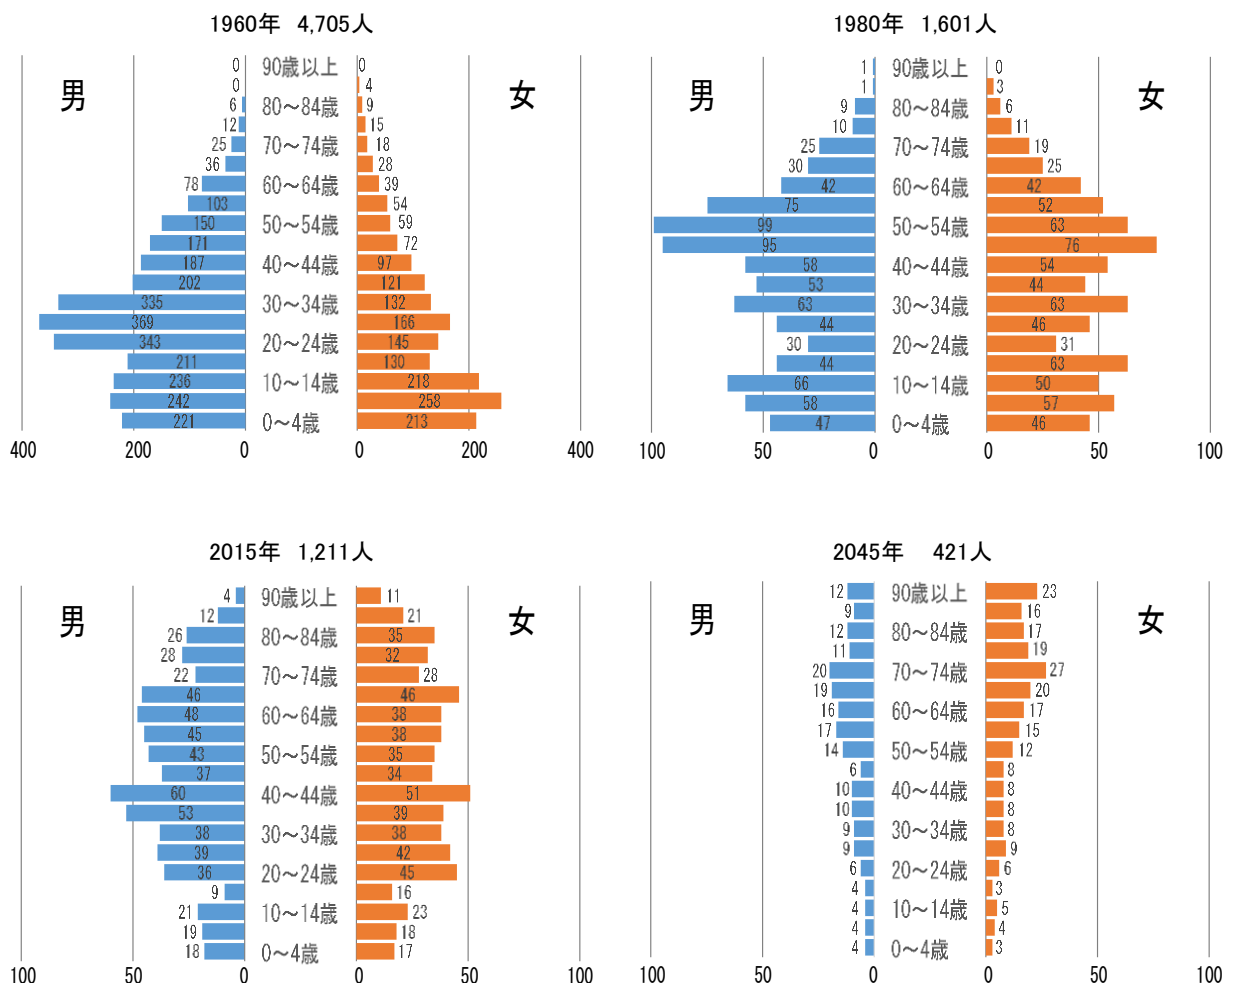 1960年 4,705人
男
女
0 90歳以上 0
0 4
6 80～84歳 9
12 15
25 70～74歳 18
36 28
78 60～64歳 39
103 54
150 50～54歳 59
171 72
187 40～44歳 97
202 121
335 30～34歳 132
369 166
343 20～24歳 145
211 130
236 10～14歳 218
242 258
221 0～4歳 213
400 200 0 0 200 400
1980年 1,601人
男
女
1 90歳以上 0
1 3
9 80～84歳 6
10 11
25 70～74歳 19
30 25
42 60～64歳 42
75 52
99 50～54歳 63
95 76
58 40～44歳 54
53 44
63 30～34歳 63
44 46
30 20～24歳 31
44 63
66 10～14歳 50
58 57
47 0～4歳 46
100 50 0 0 50 100
2015年 1,211人
男
女
4 90歳以上 11
12 21
26 80～84歳 35
28 32
22 70～74歳 28
46 46
48 60～64歳 38
45 38
43 50～54歳 35
37 34
60 40～44歳 51
53 39
38 30～34歳 38
39 42
36 20～24歳 45
9 16
21 10～14歳 23
19 18
18 0～4歳 17
100 50 0 0 50 100
2045年 421人
男
女
12 90歳以上 23
9 16
12 80～84歳 17
11 19
20 70～74歳 27
19 20
16 60～64歳 17
17 15
14 50～54歳 12
6 8
10 40～44歳 8
10 8
9 30～34歳 8
9 9
6 20～24歳 6
4 3
4 10～14歳 5
4 4
4 0～4歳 3
100 50 0 0 50 100